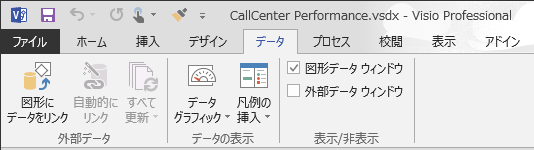 CallCenter Performance.vsdx - Visio Professional
ファイル ホーム 挿入 デザイン データ プロセス 校閲 表示 アドイン
図形に
データをリンク
自動的に
リンク
すべて
更新
外部データ
データ
グラフィック
凡例の
挿入
データの表示
図形データ ウィンドウ
外部データ ウィンドウ
表示/非表示